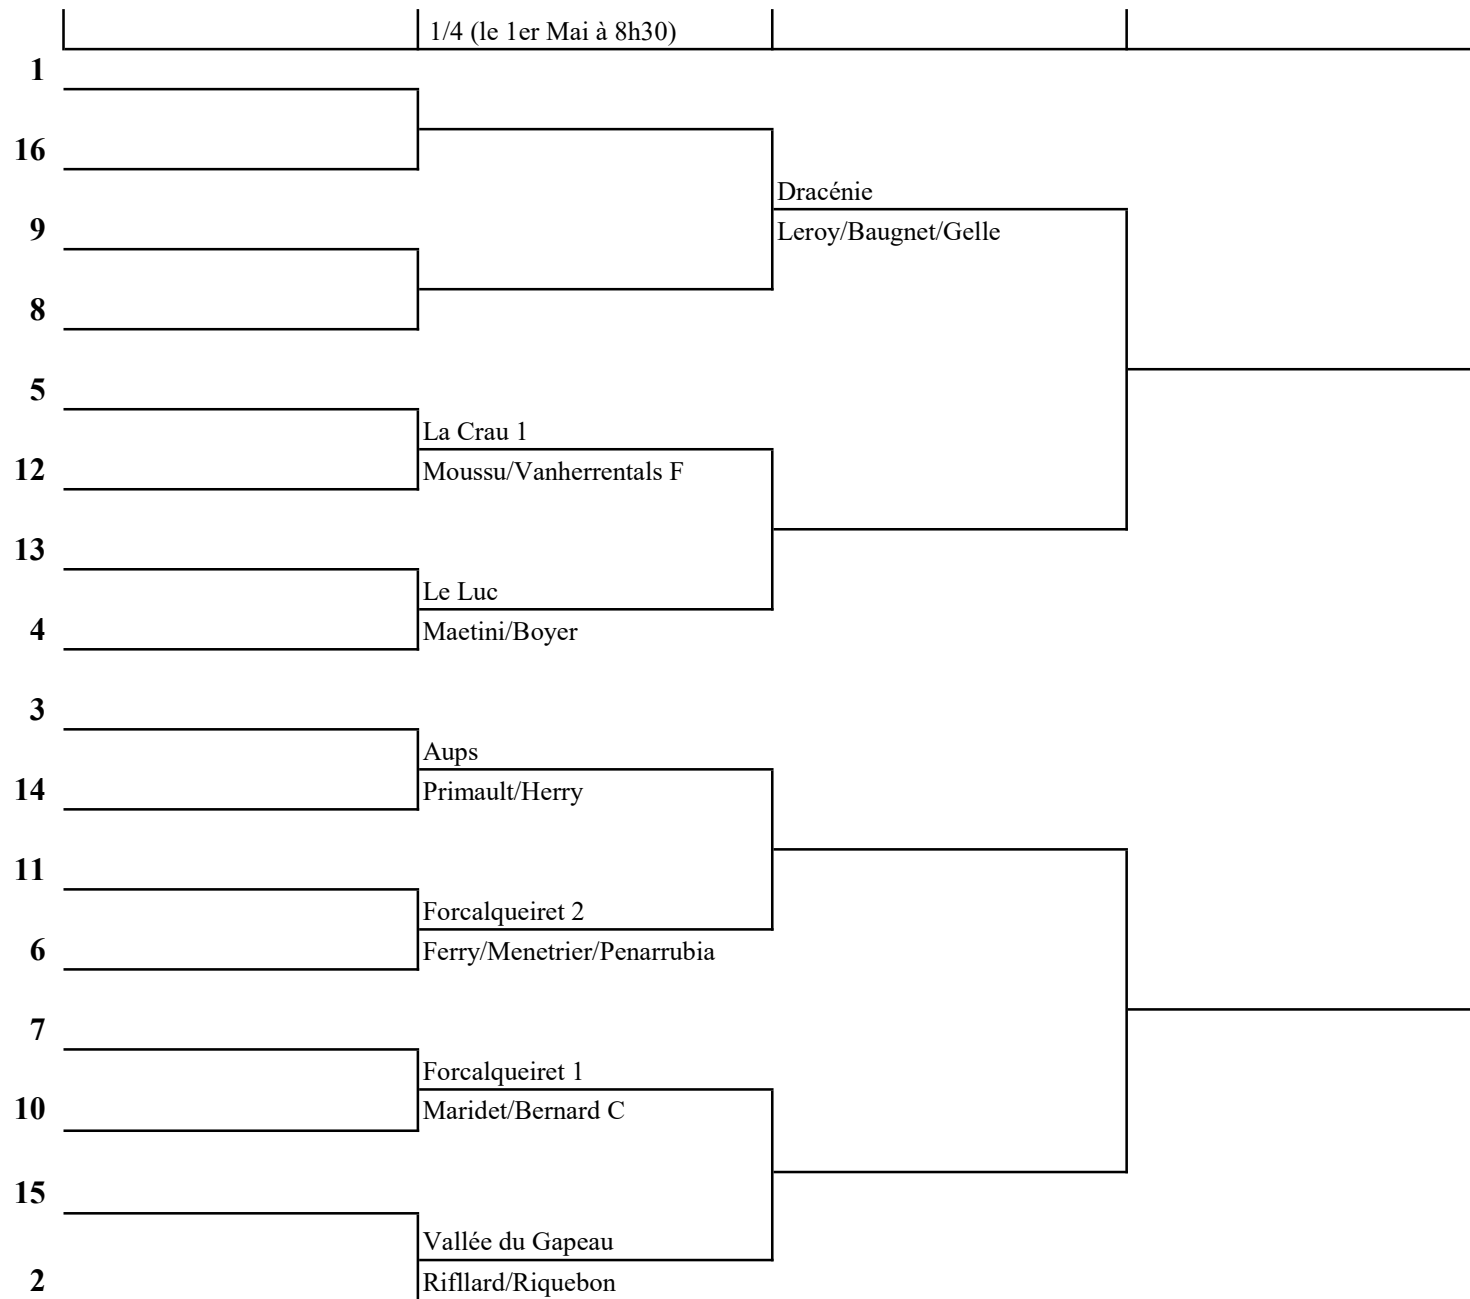 1/4 (le 1er Mai à 8h30)
1
16
Dracénie
9
Leroy/Baugnet/Gelle
8
5
La Crau 1
12
Moussu/Vanherrentals F
13
Le Luc
4
Maetini/Boyer
3
Aups
14
Primault/Herry
11
Forcalqueiret 2
6
Ferry/Menetrier/Penarrubia
7
Forcalqueiret 1
10
Maridet/Bernard C
15
Vallée du Gapeau
2
Rifllard/Riquebon